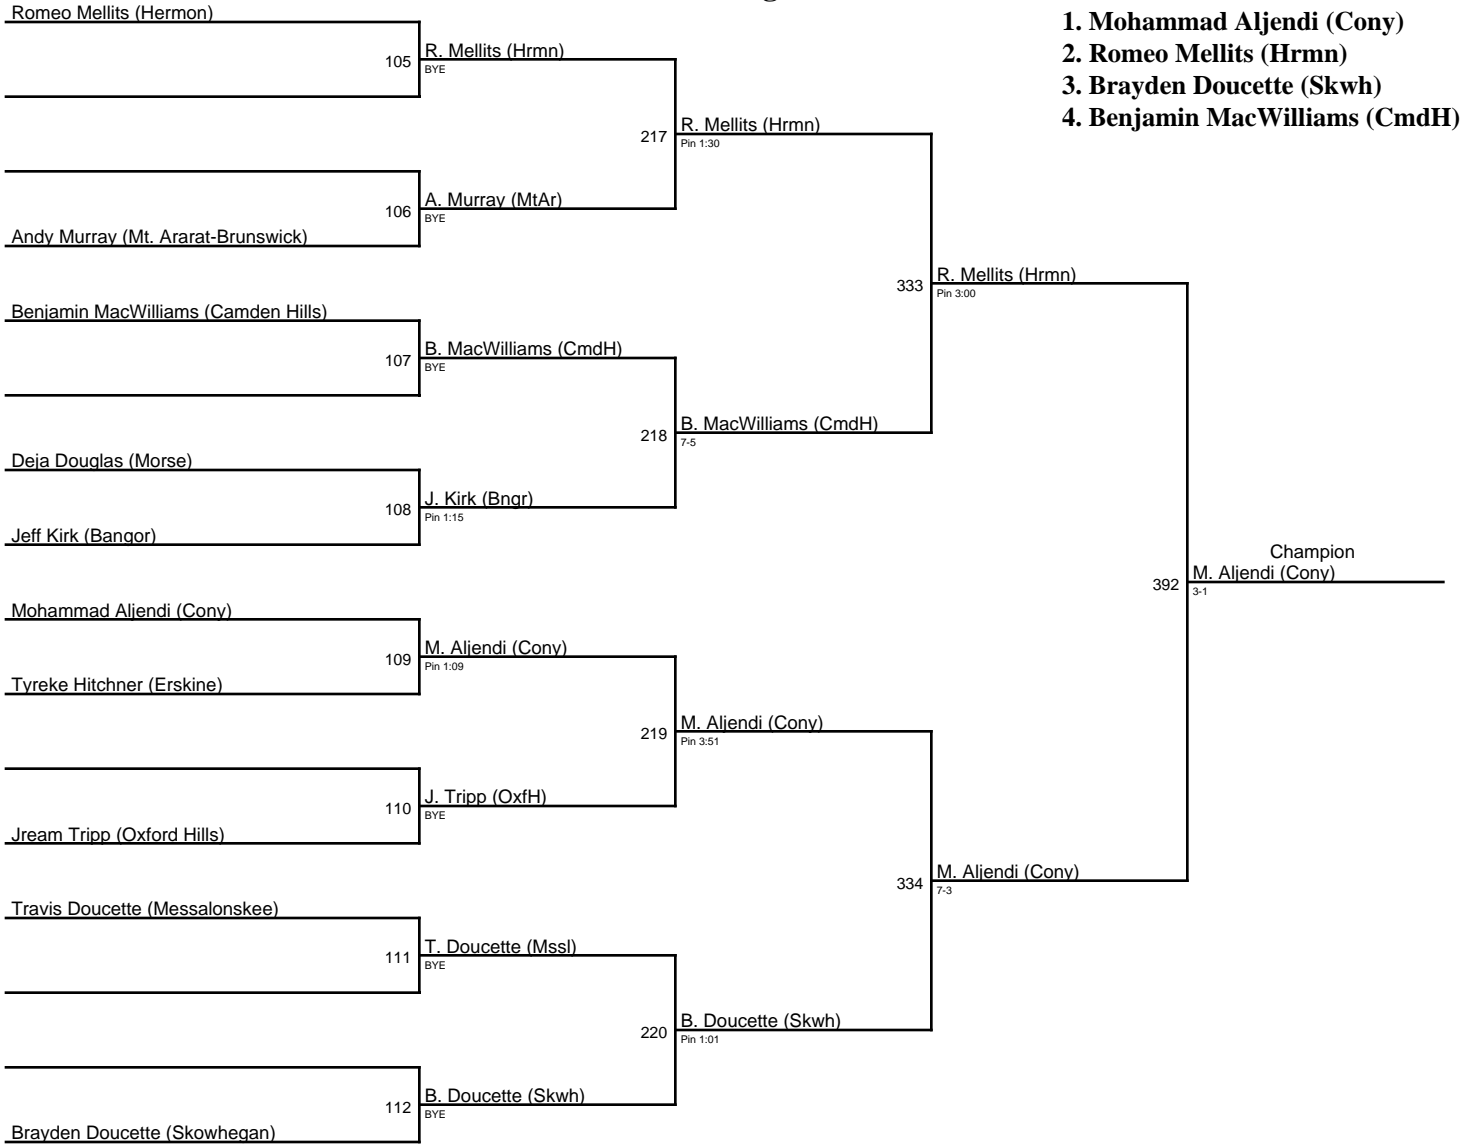 Romeo Mellits (Hermon)
1. Mohammad Aljendi (Cony)
2. Romeo Mellits (Hrmn)
3. Brayden Doucette (Skwh)
4. Benjamin MacWilliams (CmdH)
105
R. Mellits (Hrmn)
BYE
217
R. Mellits (Hrmn)
Pin 1:30
106
A. Murray (MtAr)
BYE
Andy Murray (Mt. Ararat-Brunswick)
333
R. Mellits (Hrmn)
Pin 3:00
Benjamin MacWilliams (Camden Hills)
107
B. MacWilliams (CmdH)
BYE
218
B. MacWilliams (CmdH)
7-5
Deja Douglas (Morse)
108
J. Kirk (Bngr)
Pin 1:15
Jeff Kirk (Bangor)
Champion
392
M. Aljendi (Cony)
3-1
Mohammad Aljendi (Cony)
109
M. Aljendi (Cony)
Pin 1:09
Tyreke Hitchner (Erskine)
219
M. Aljendi (Cony)
Pin 3:51
110
J. Tripp (OxfH)
BYE
Jream Tripp (Oxford Hills)
334
M. Aljendi (Cony)
7-3
Travis Doucette (Messalonskee)
111
T. Doucette (Mssl)
BYE
220
B. Doucette (Skwh)
Pin 1:01
112
B. Doucette (Skwh)
BYE
Brayden Doucette (Skowhegan)